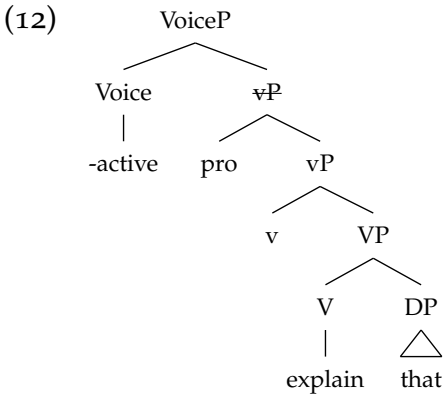 (12) VoiceP
Voice vP
-active pro vP
v VP
V DP
explain that